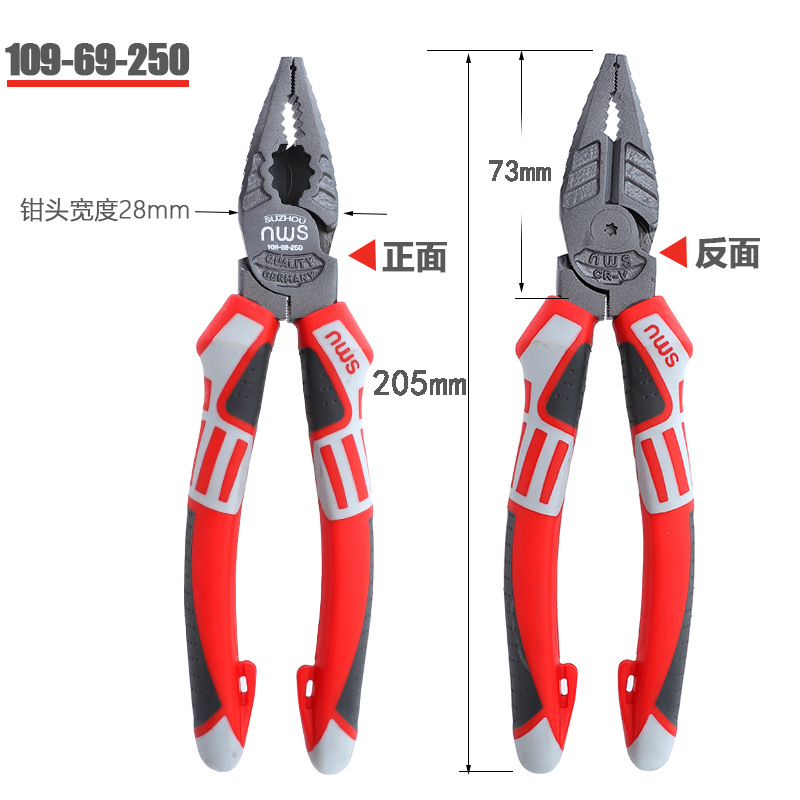 109-69-250
73mm
钳头宽度28mm
SUZHOU
nws
109-69-250
QUALITY
GERMANY
正面
nws
CR-V
反面
nws
nws
205mm